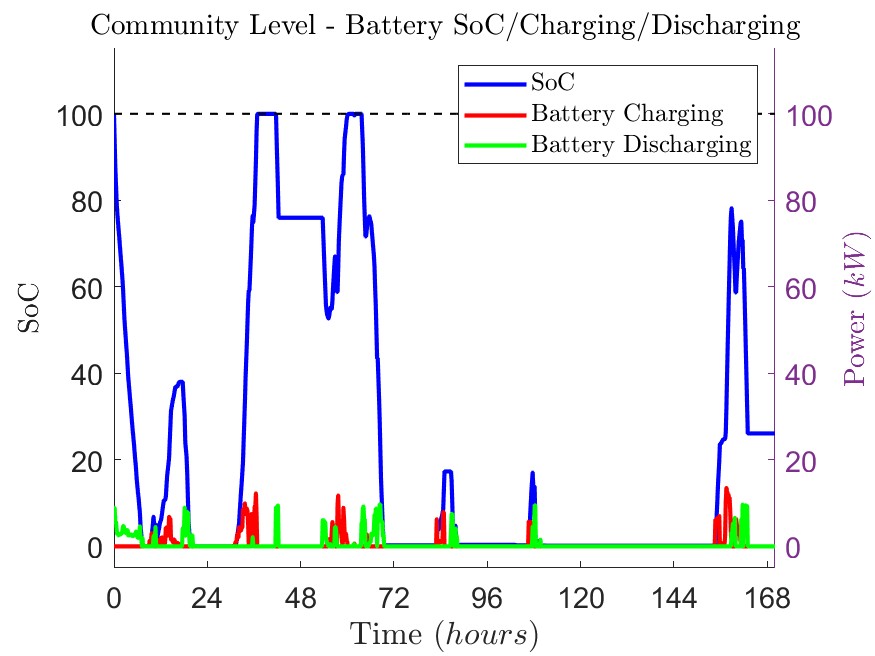 Community Level - Battery SoC/Charging/Discharging
SoC
Battery Charging
Battery Discharging
100
80
60
40
20
0
SoC
100
80
60
40
20
0
Power (kW)
0 24 48 72 96 120 144 168
Time (hours)